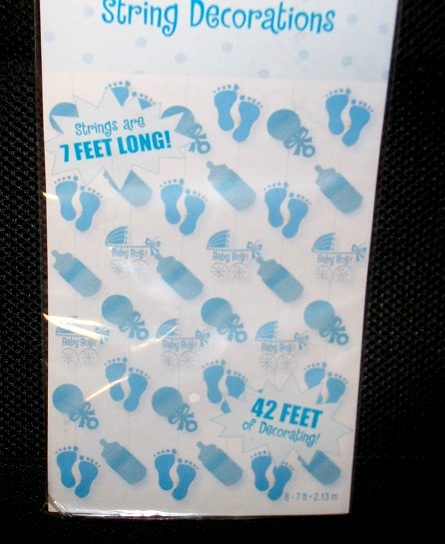 String Decorations
Strings are
7 FEET LONG!
Baby Boy!
Baby Boy!
Baby Boy!
Baby Boy!
Baby Boy!
Baby Boy!
42 FEET
of Decorating!
6 - 7 ft • 2.13 m